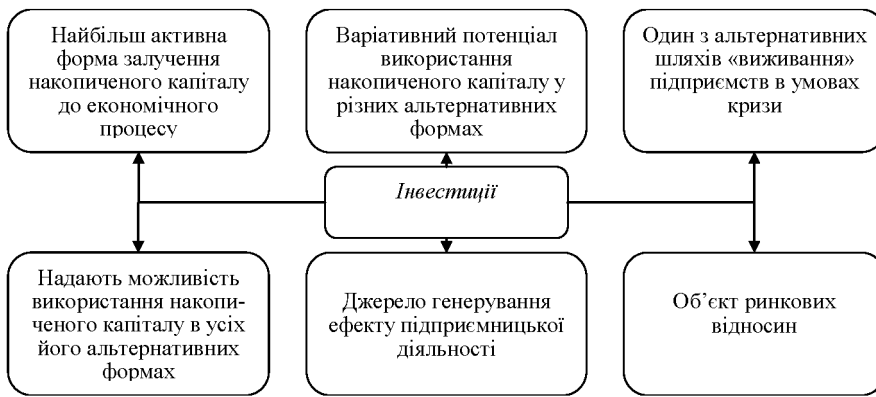 Найбільш активна
форма залучення
накопиченого капіталу
до економічного
процесу
Варіативний потенціал
використання
накопиченого капіталу у
різних альтернативних
формах
Один з альтернативних
шляхів «виживання»
підприємств в умовах
кризи
Інвестиції
Надають можливість
використання накопи-
ченого капіталу в усіх
його альтернативних
формах
Джерело генерування
ефекту підприємницької
діяльності
Об’єкт ринкових
відносин